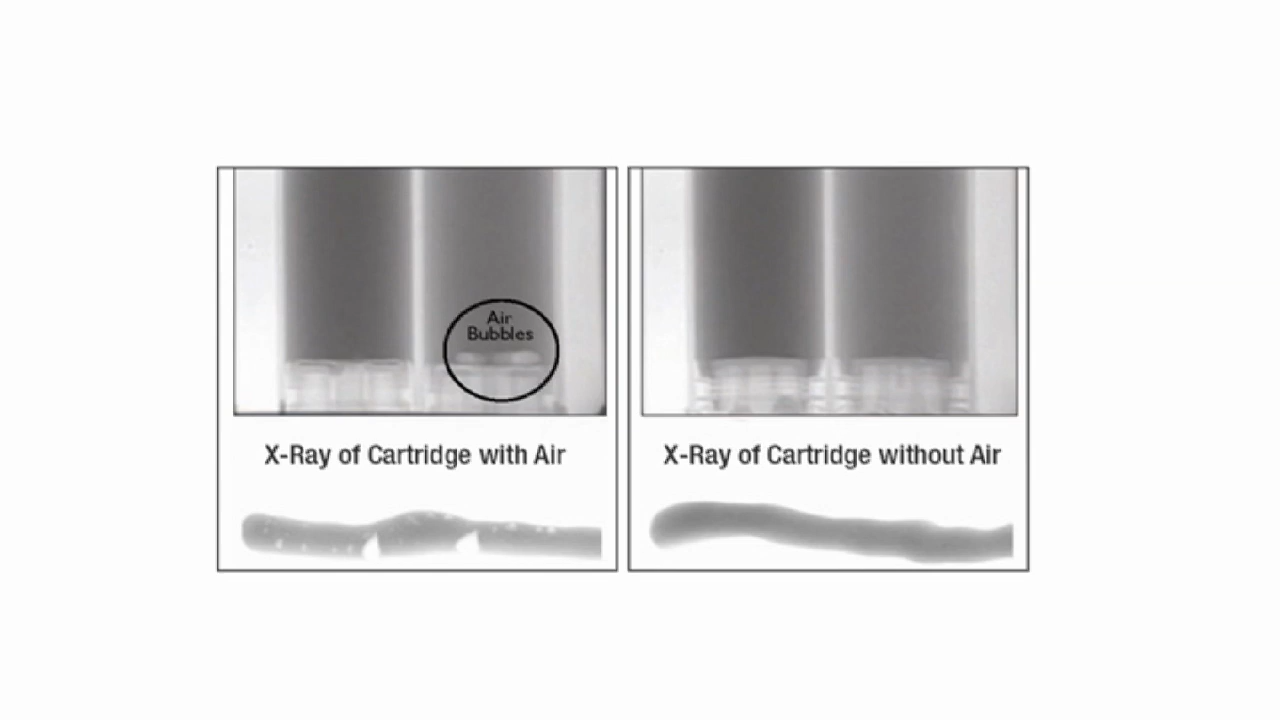 Air
Bubbles
X-Ray of Cartridge with Air
X-Ray of Cartridge without Air